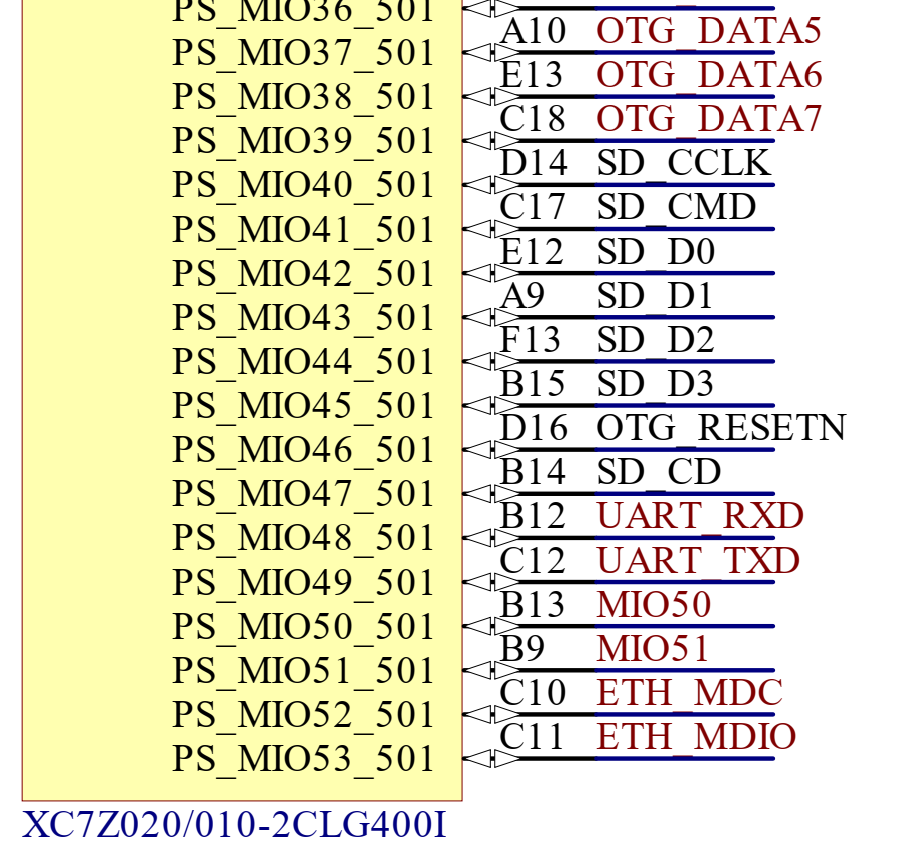 PS_MIO36_501
PS_MIO37_501 A10 OTG_DATA5
PS_MIO38_501 E13 OTG_DATA6
PS_MIO39_501 C18 OTG_DATA7
PS_MIO40_501 D14 SD_CCLK
PS_MIO41_501 C17 SD_CMD
PS_MIO42_501 E12 SD_D0
PS_MIO43_501 A9 SD_D1
PS_MIO44_501 F13 SD_D2
PS_MIO45_501 B15 SD_D3
PS_MIO46_501 D16 OTG_RESETN
PS_MIO47_501 B14 SD_CD
PS_MIO48_501 B12 UART_RXD
PS_MIO49_501 C12 UART_TXD
PS_MIO50_501 B13 MIO50
PS_MIO51_501 B9 MIO51
PS_MIO52_501 C10 ETH_MDC
PS_MIO53_501 C11 ETH_MDIO
XC7Z020/010-2CLG400I